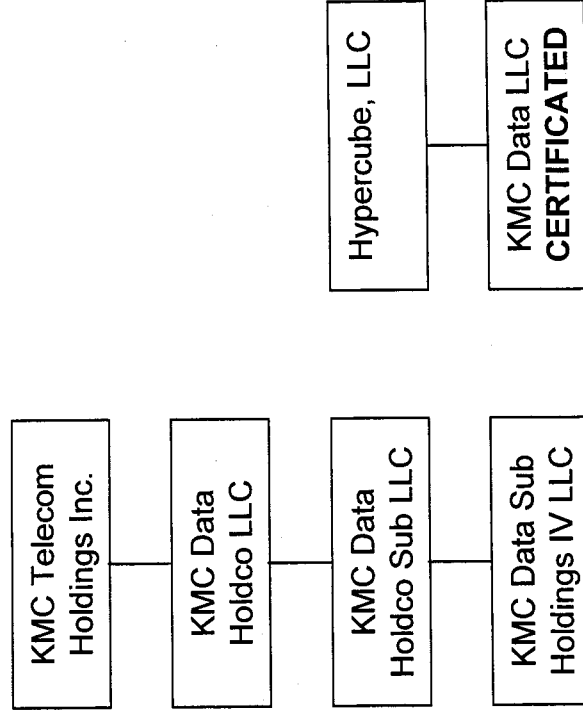 KMC Telecom
Holdings Inc.
KMC Data
Holdco LLC
KMC Data
Holdco Sub LLC
KMC Data Sub
Holdings IV LLC
Hypercube, LLC
KMC Data LLC
CERTIFICATED